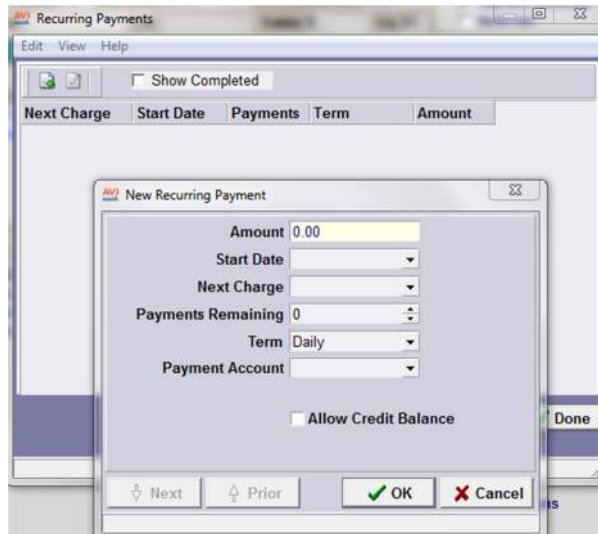 AVI Recurring Payments
Edit View Help
Show Completed
Next Charge Start Date Payments Term Amount
AVI New Recurring Payment
Amount 0.00
Start Date
Next Charge
Payments Remaining 0
Term Daily
Payment Account
Allow Credit Balance
Done
Next Prior OK Cancel